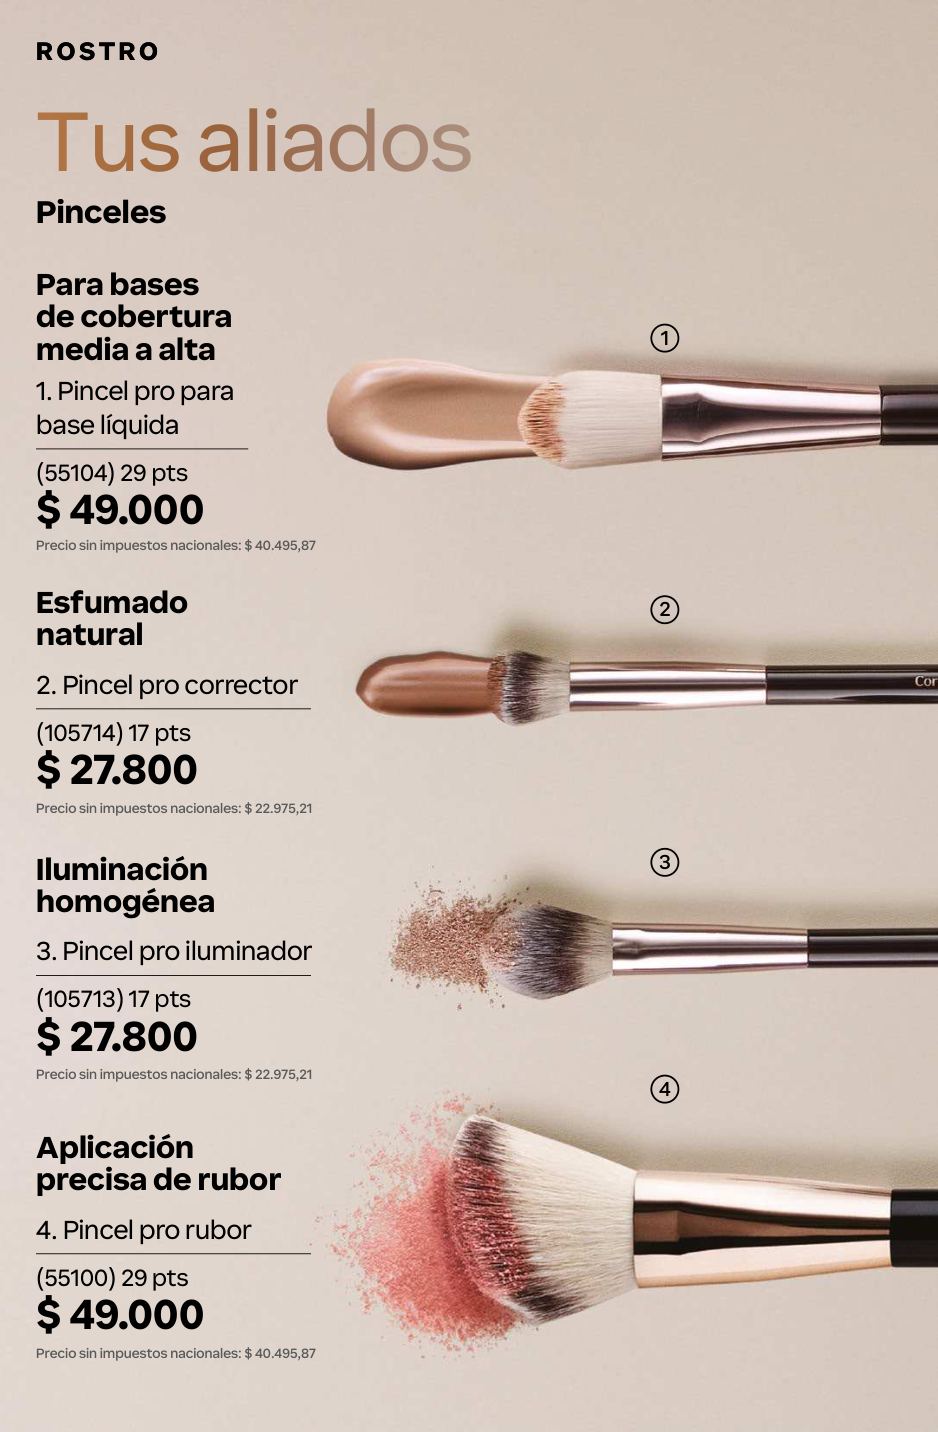 ROSTRO
Tus aliados
Pinceles
Para bases
de cobertura
media a alta
1. Pincel pro para
base líquida
(55104) 29 pts
$ 49.000
Precio sin impuestos nacionales: $ 40.495,87
1
Esfumado
natural
2. Pincel pro corrector
(105714) 17 pts
$ 27.800
Precio sin impuestos nacionales: $ 22.975,21
2
Cor
Iluminación
homogénea
3. Pincel pro iluminador
(105713) 17 pts
$ 27.800
Precio sin impuestos nacionales: $ 22.975,21
3
Aplicación
precisa de rubor
4. Pincel pro rubor
(55100) 29 pts
$ 49.000
Precio sin impuestos nacionales: $ 40.495,87
4